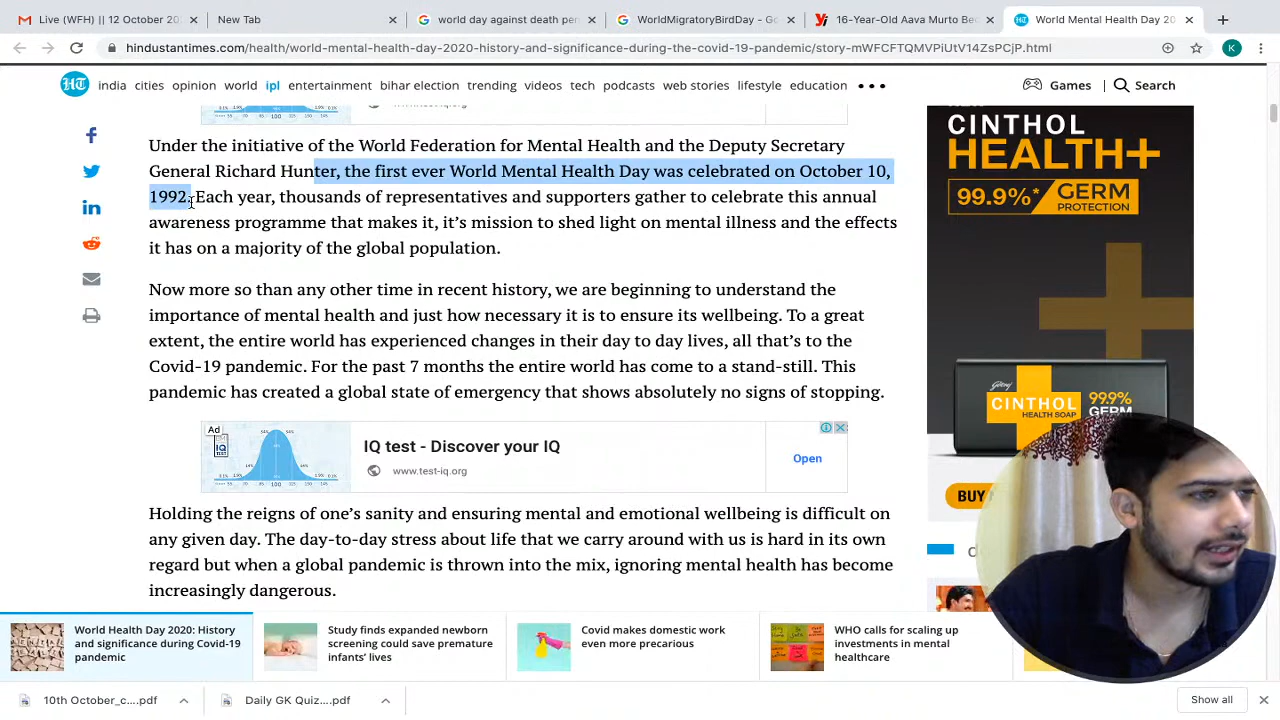 Live (WFH) || 12 October 20
New Tab
world day against death pen
WorldMigratoryBirdDay - Go
16-Year-Old Aava Murto Bec
World Mental Health Day 20
hindustantimes.com/health/world-mental-health-day-2020-history-and-significance-during-the-covid-19-pandemic/story-mWFCFTQMVPiUtV14ZsPCjP.html
K
HT india cities opinion world ipl entertainment bihar election trending videos tech podcasts web stories lifestyle education Games Search
Under the initiative of the World Federation for Mental Health and the Deputy Secretary
General Richard Hunter, the first ever World Mental Health Day was celebrated on October 10,
1992. Each year, thousands of representatives and supporters gather to celebrate this annual
awareness programme that makes it, it’s mission to shed light on mental illness and the effects
it has on a majority of the global population.
Now more so than any other time in recent history, we are beginning to understand the
importance of mental health and just how necessary it is to ensure its wellbeing. To a great
extent, the entire world has experienced changes in their day to day lives, all that’s to the
Covid-19 pandemic. For the past 7 months the entire world has come to a stand-still. This
pandemic has created a global state of emergency that shows absolutely no signs of stopping.
Ad
IQ
100
IQ test - Discover your IQ
www.test-iq.org
Open
Holding the reigns of one’s sanity and ensuring mental and emotional wellbeing is difficult on
any given day. The day-to-day stress about life that we carry around with us is hard in its own
regard but when a global pandemic is thrown into the mix, ignoring mental health has become
increasingly dangerous.
CINTHOL
HEALTH+
99.9% GERM
PROTECTION
Godrej
CINTHOL
HEALTH SOAP
99.9%
GERM
BUY
World Health Day 2020: History
and significance during Covid-19
pandemic
Study finds expanded newborn
screening could save premature
infants’ lives
Covid makes domestic work
even more precarious
WHO calls for scaling up
investments in mental
healthcare
10th October_c....pdf
Daily GK Quiz....pdf
Show all